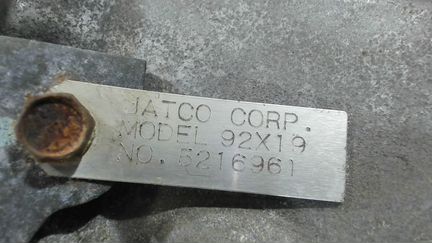 JATCO CORP.
MODEL 92X19
NO. 5216961